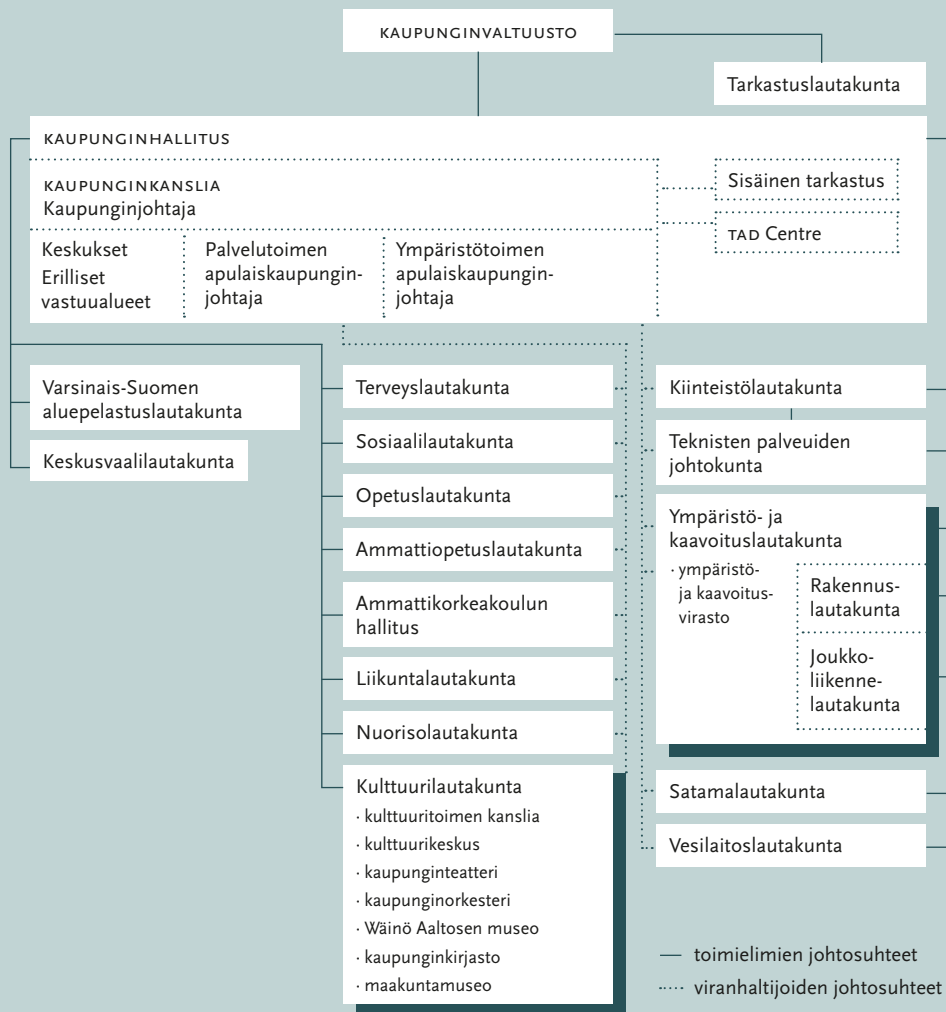 KAUPUNGINVALTUUSTO
Tarkastuslautakunta
KAUPUNGINHALLITUS
KAUPUNGINKANSLIA
Kaupunginjohtaja
Sisäinen tarkastus
TAD Centre
Keskukset
Erilliset
vastuualueet
Palvelutoimen
apulaiskaupungin-
johtaja
Ympäristötoimen
apulaiskaupungin-
johtaja
Varsinais-Suomen
aluepelastuslautakunta
Keskusvaalilautakunta
Terveyslautakunta
Sosiaalilautakunta
Opetuslautakunta
Ammattiopetuslautakunta
Ammattikorkeakoulun
hallitus
Liikuntalautakunta
Nuorisolautakunta
Kulttuurilautakunta
· kulttuuritoimen kanslia
· kulttuurikeskus
· kaupunginteatteri
· kaupunginorkesteri
· Wäinö Aaltosen museo
· kaupunginkirjasto
· maakuntamuseo
Kiinteistölautakunta
Teknisten palveuiden
johtokunta
Ympäristö- ja
kaavoituslautakunta
· ympäristö-
ja kaavoitus-
virasto
Rakennus-
lautakunta
Joukko-
liikenne-
lautakunta
Satamalautakunta
Vesilaitoslautakunta
— toimielimien johtosuhteet
····· viranhaltijoiden johtosuhteet